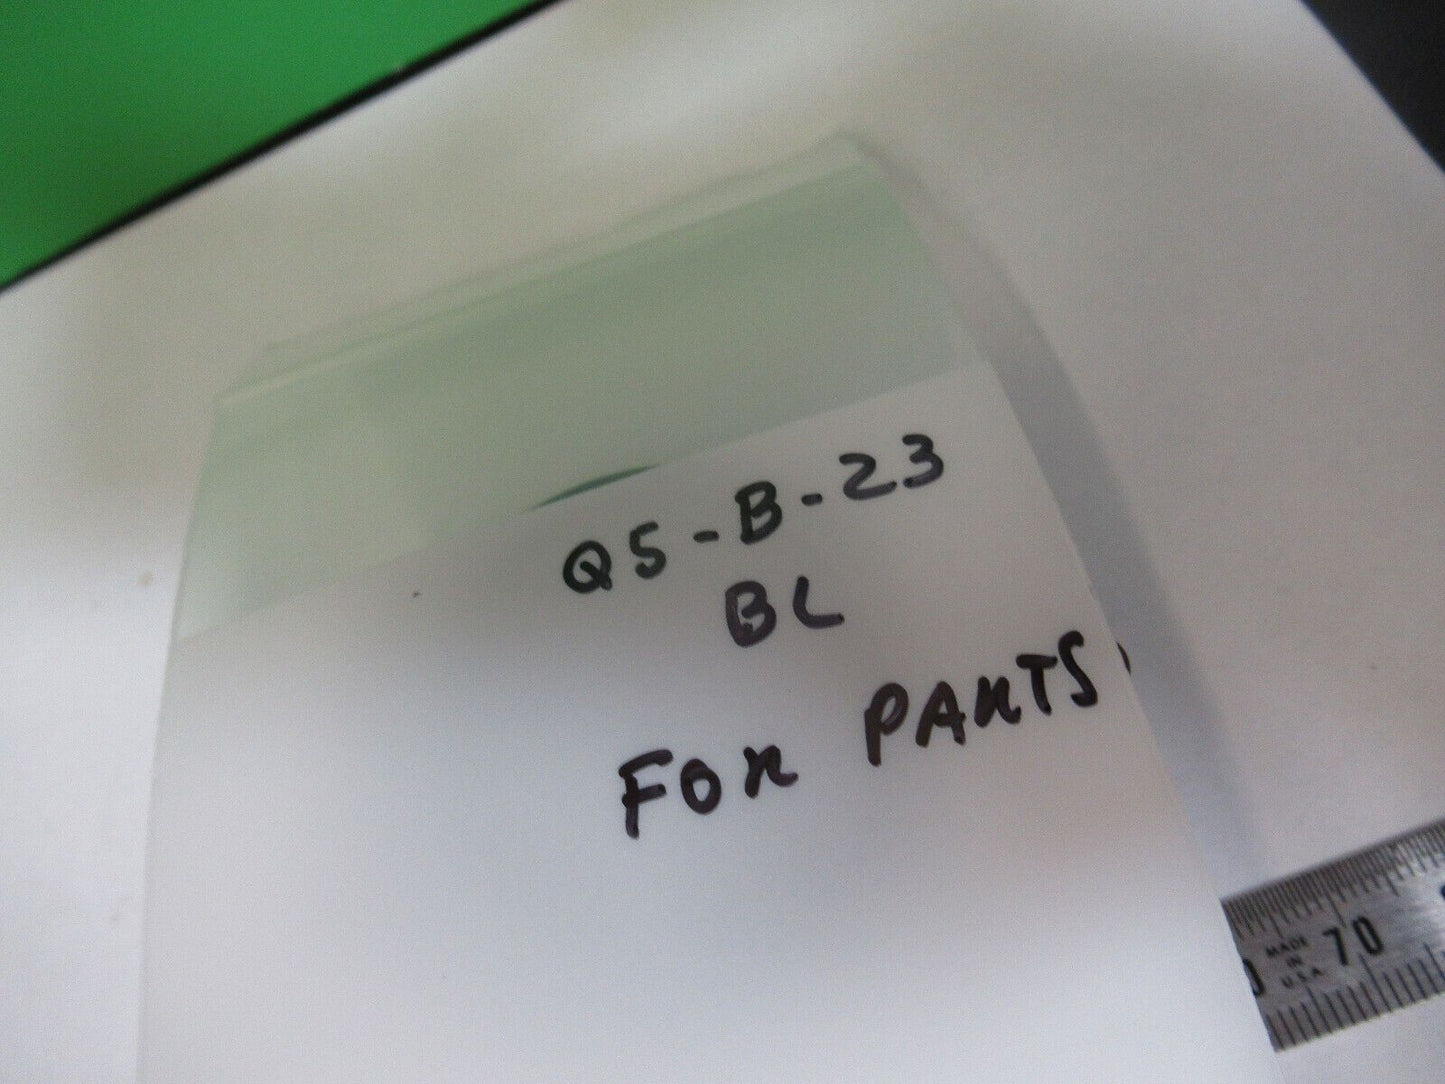 Q5-B-23
BL
FOR PARTS
MADE
IN
U.S.A.
70